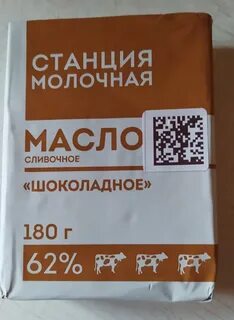 СТАНЦИЯ
МОЛОЧНАЯ
МАСЛО
СЛИВОЧНОЕ
«ШОКОЛАДНОЕ»
180 г
62%